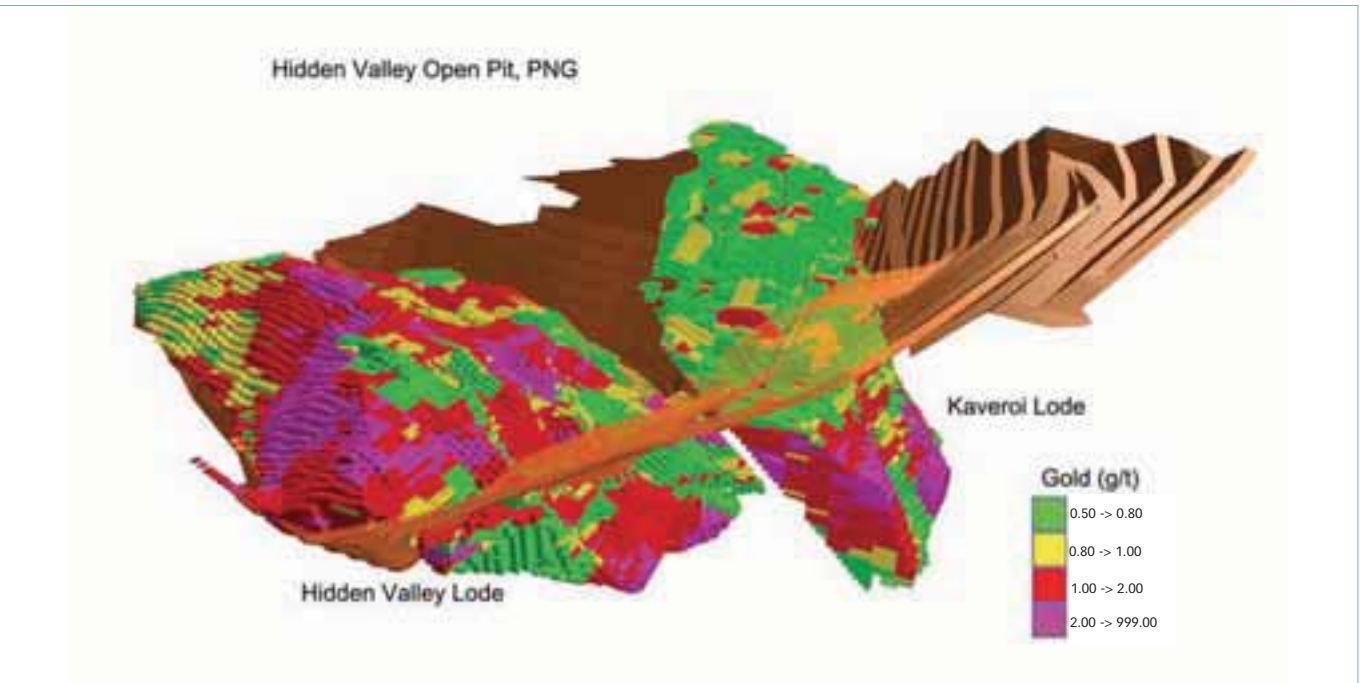 Hidden Valley Open Pit, PNG
Kaveroi Lode
Gold (g/t)
0.50 -> 0.80
0.80 -> 1.00
1.00 -> 2.00
2.00 -> 999.00
Hidden Valley Lode